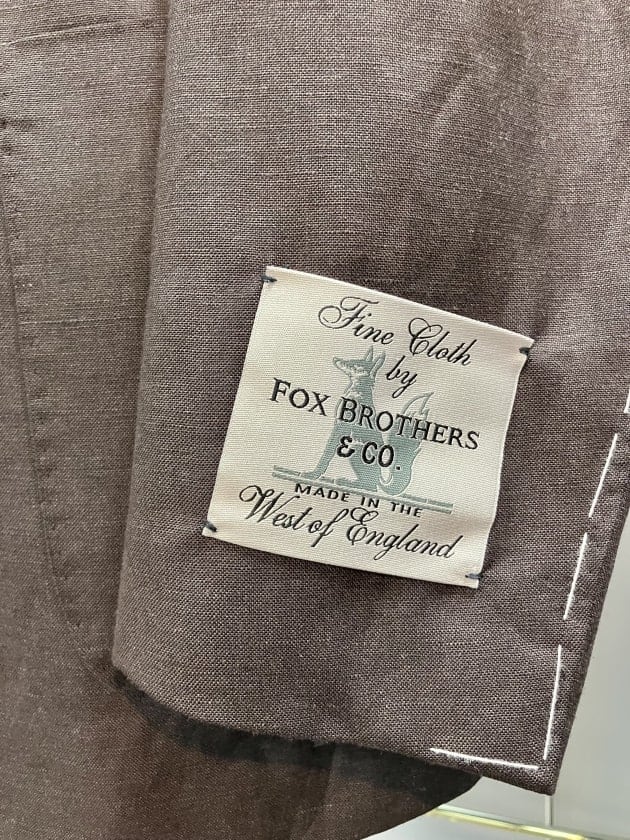 Fine Cloth
by
FOX BROTHERS
& CO.
MADE IN THE
West of England